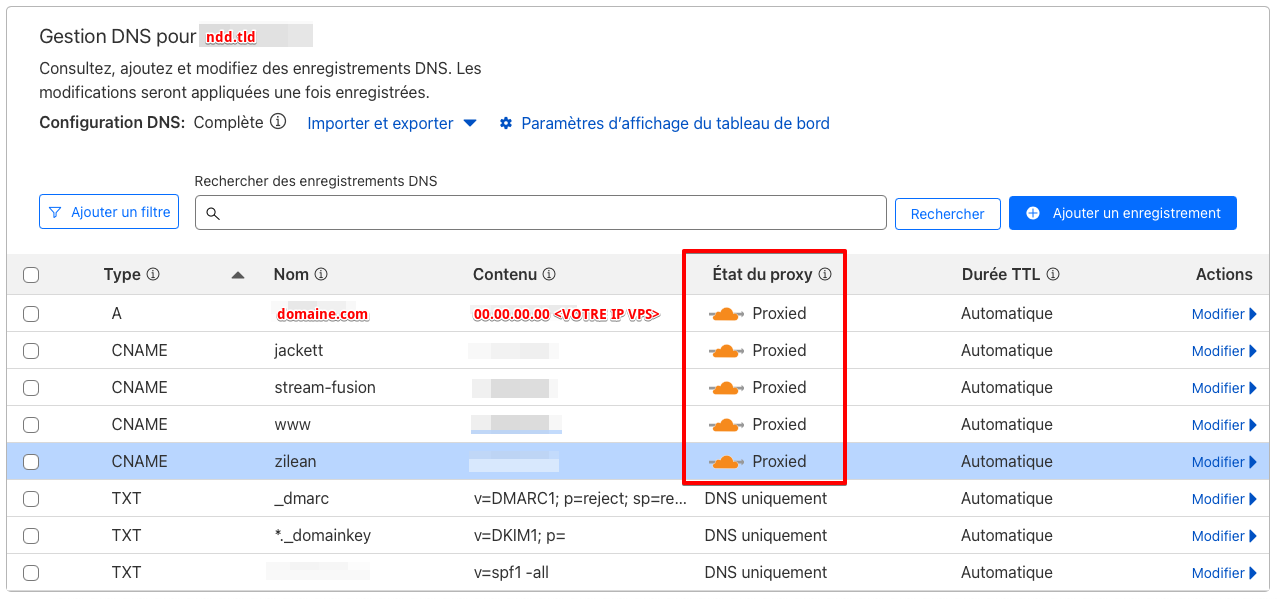 Gestion DNS pour ndd.tld
Consultez, ajoutez et modifiez des enregistrements DNS. Les
modifications seront appliquées une fois enregistrées.
Configuration DNS: Complète Importer et exporter Paramètres d'affichage du tableau de bord
Rechercher des enregistrements DNS
Ajouter un filtre Rechercher Ajouter un enregistrement
Type Nom Contenu État du proxy Durée TTL Actions
A domaine.com 00.00.00.00 <VOTRE IP VPS> Proxied Automatique Modifier
CNAME jackett Proxied Automatique Modifier
CNAME stream-fusion Proxied Automatique Modifier
CNAME www Proxied Automatique Modifier
CNAME zilean Proxied Automatique Modifier
TXT _dmarc v=DMARC1; p=reject; sp=re... DNS uniquement Automatique Modifier
TXT *._domainkey v=DKIM1; p= DNS uniquement Automatique Modifier
TXT v=spf1 -all DNS uniquement Automatique Modifier